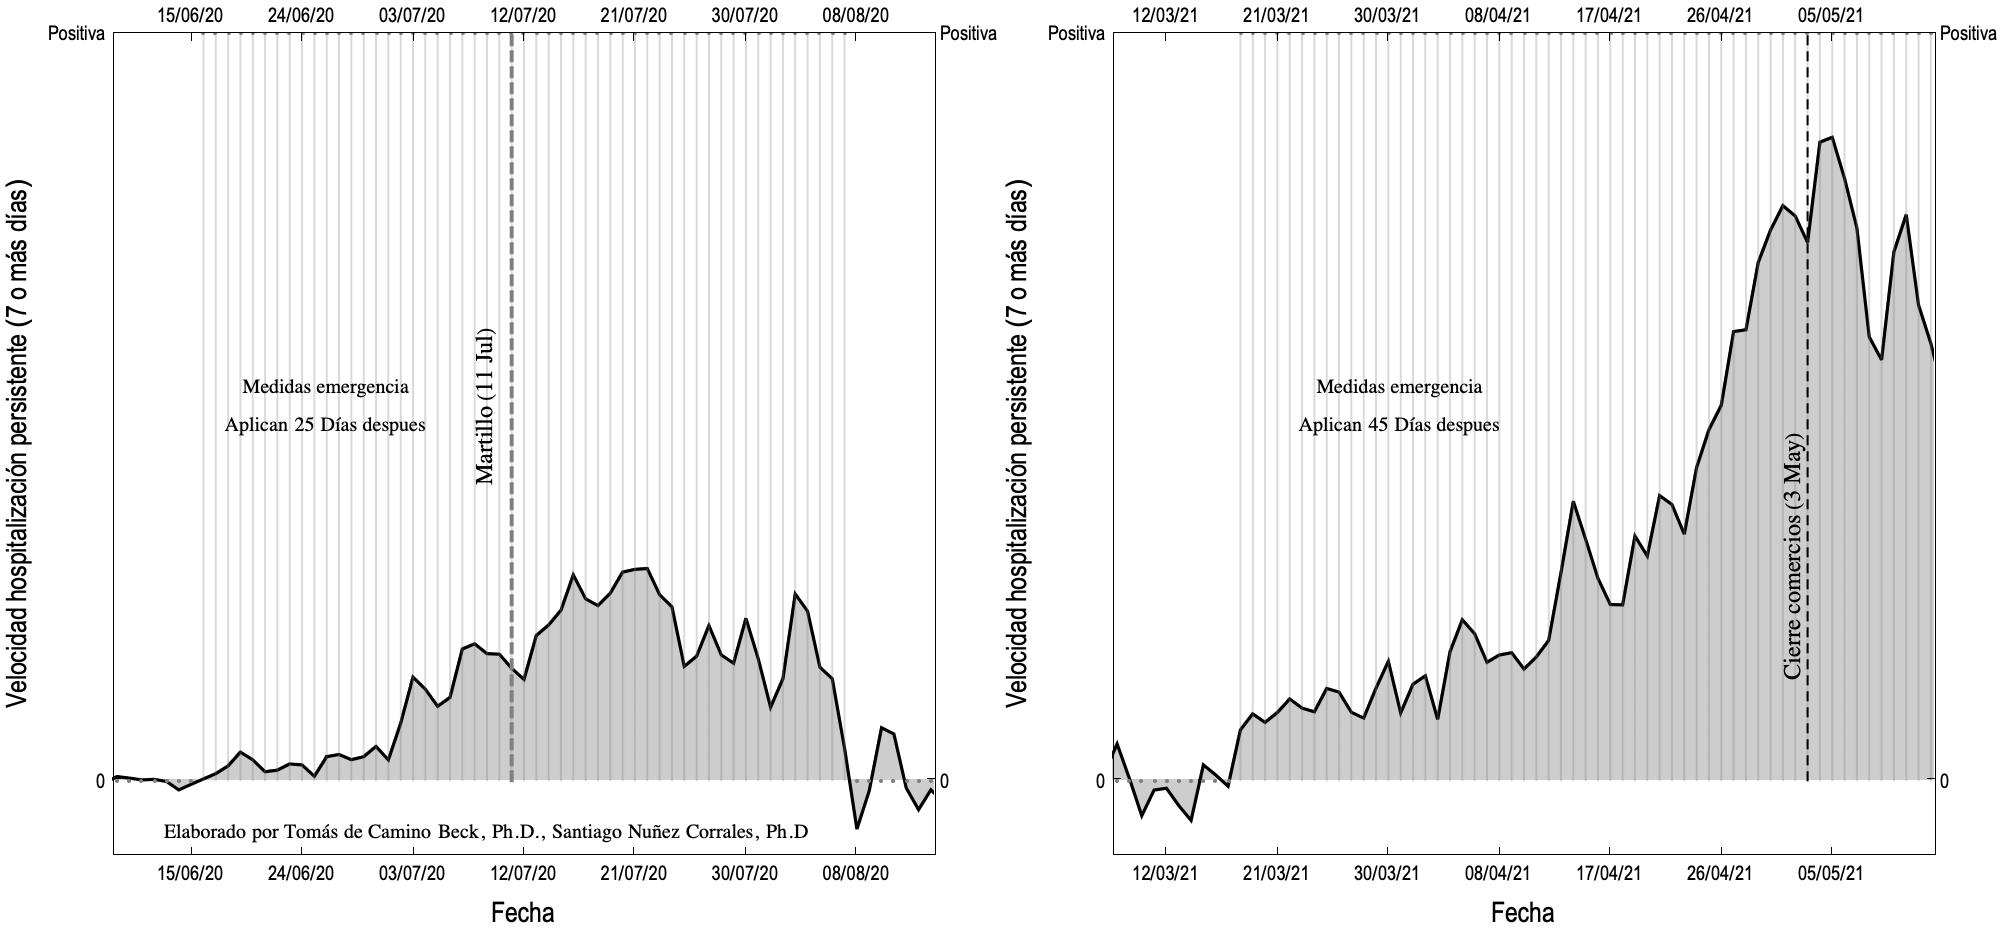 15/06/20 24/06/20 03/07/20 12/07/20 21/07/20 30/07/20 08/08/20
Positiva Positiva
Velocidad hospitalización persistente (7 o más días)
Medidas emergencia
Aplican 25 Días despues
Martillo (11 Jul)
0 0
Elaborado por Tomás de Camino Beck, Ph.D., Santiago Nuñez Corrales, Ph.D
15/06/20 24/06/20 03/07/20 12/07/20 21/07/20 30/07/20 08/08/20
Fecha
12/03/21 21/03/21 30/03/21 08/04/21 17/04/21 26/04/21 05/05/21
Positiva Positiva
Velocidad hospitalización persistente (7 o más días)
Medidas emergencia
Aplican 45 Días despues
Cierre comercios (3 May)
0 0
12/03/21 21/03/21 30/03/21 08/04/21 17/04/21 26/04/21 05/05/21
Fecha